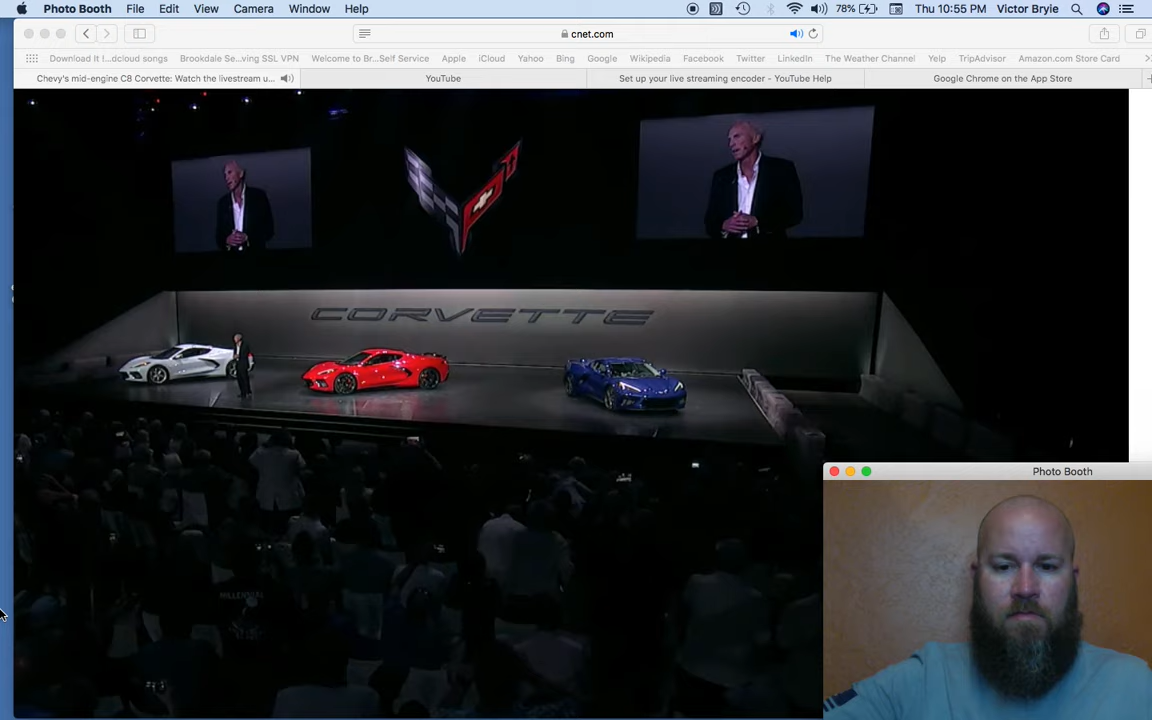 Photo Booth File Edit View Camera Window Help 78% Thu 10:55 PM Victor Bryie
cnet.com
Download It !...dcloud songs Brookdale Se...ving SSL VPN Welcome to Br...Self Service Apple iCloud Yahoo Bing Google Wikipedia Facebook Twitter LinkedIn The Weather Channel Yelp TripAdvisor Amazon.com Store Card
Chevy's mid-engine C8 Corvette: Watch the livestream u... YouTube Set up your live streaming encoder - YouTube Help Google Chrome on the App Store
CORVETTE
Photo Booth
MILLENNIAL